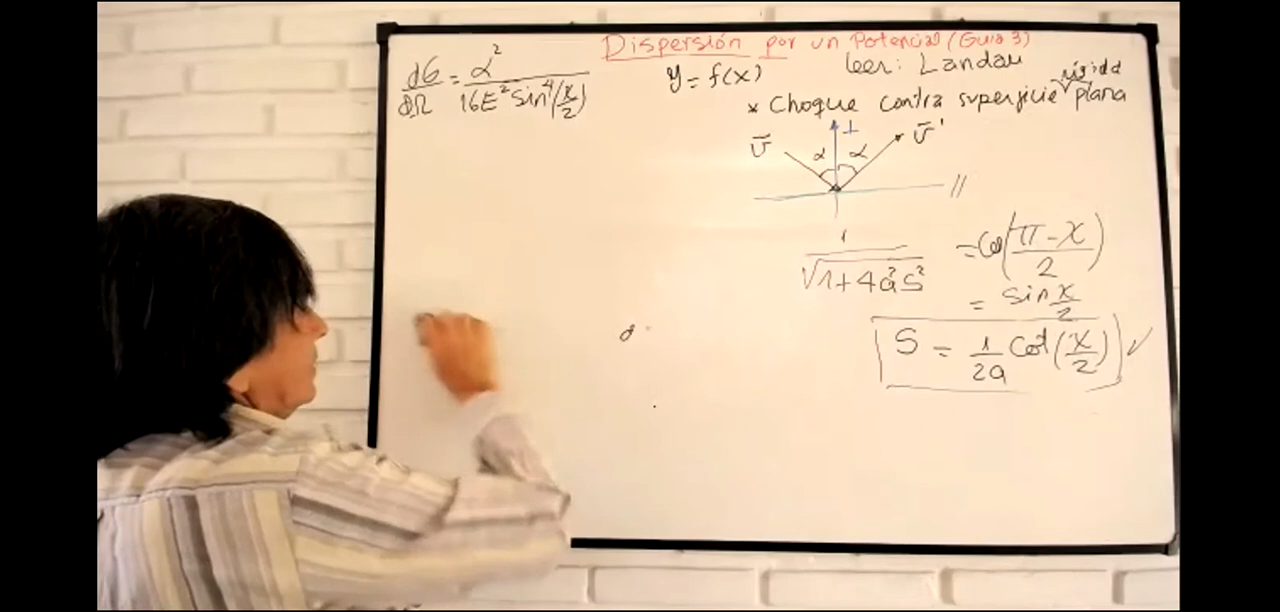 Dispersión por un Potencial (Guia 3)
dσ/dΩ = α²/(16E² Sin⁴(χ/2))
y = f(x)
leer: Landau
* Choque contra superficie rígida plana
ῡ α α ῡ'
⊥
//
1/√(1+4a²S²) = Cos((π-χ)/2)
= Sin χ/2
S = 1/2a Cot(χ/2) ✓